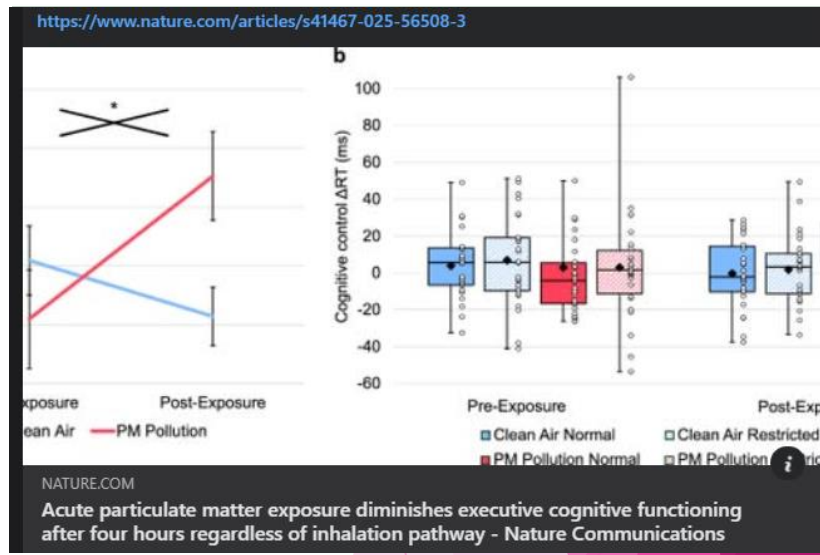 https://www.nature.com/articles/s41467-025-56508-3
b
*
100
80
60
40
20
0
-20
-40
-60
Cognitive control ΔRT (ms)
xposure Post-Exposure
ean Air PM Pollution
Pre-Exposure Post-Exp
Clean Air Normal Clean Air Restricted
PM Pollution Normal PM Pollution
i
NATURE.COM
Acute particulate matter exposure diminishes executive cognitive functioning
after four hours regardless of inhalation pathway - Nature Communications